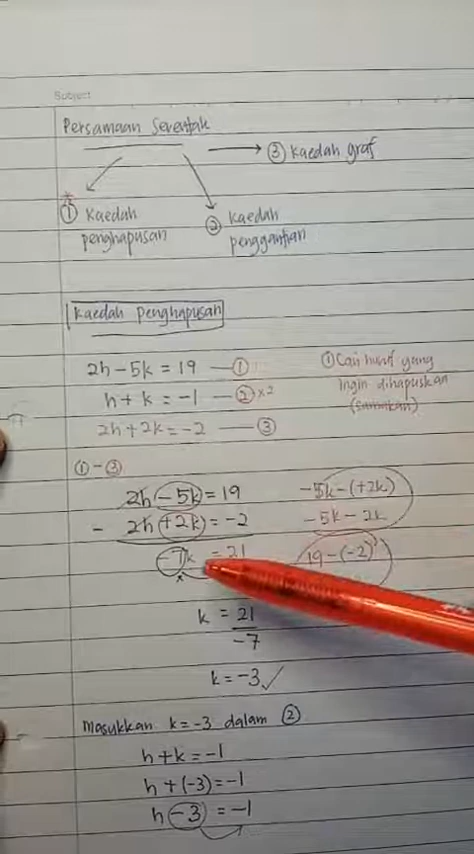 Subject
Persamaan Serentak
③ Kaedah graf
① Kaedah penghapusan
② Kaedah penggantian
Kaedah Penghapusan
2h - 5k = 19 — ①
h + k = -1 — ② ×2
2h + 2k = -2 — ③
① Cari huruf yang
ingin dihapuskan
(samakan)
① - ③
2h - 5k = 19
- 2h + 2k = -2
-7k = 21
-5k - (+2k)
-5k - 2k
19 - (-2)
k = 21
-7
k = -3 ✓
Masukkan k = -3 dalam ②
h + k = -1
h + (-3) = -1
h - 3 = -1